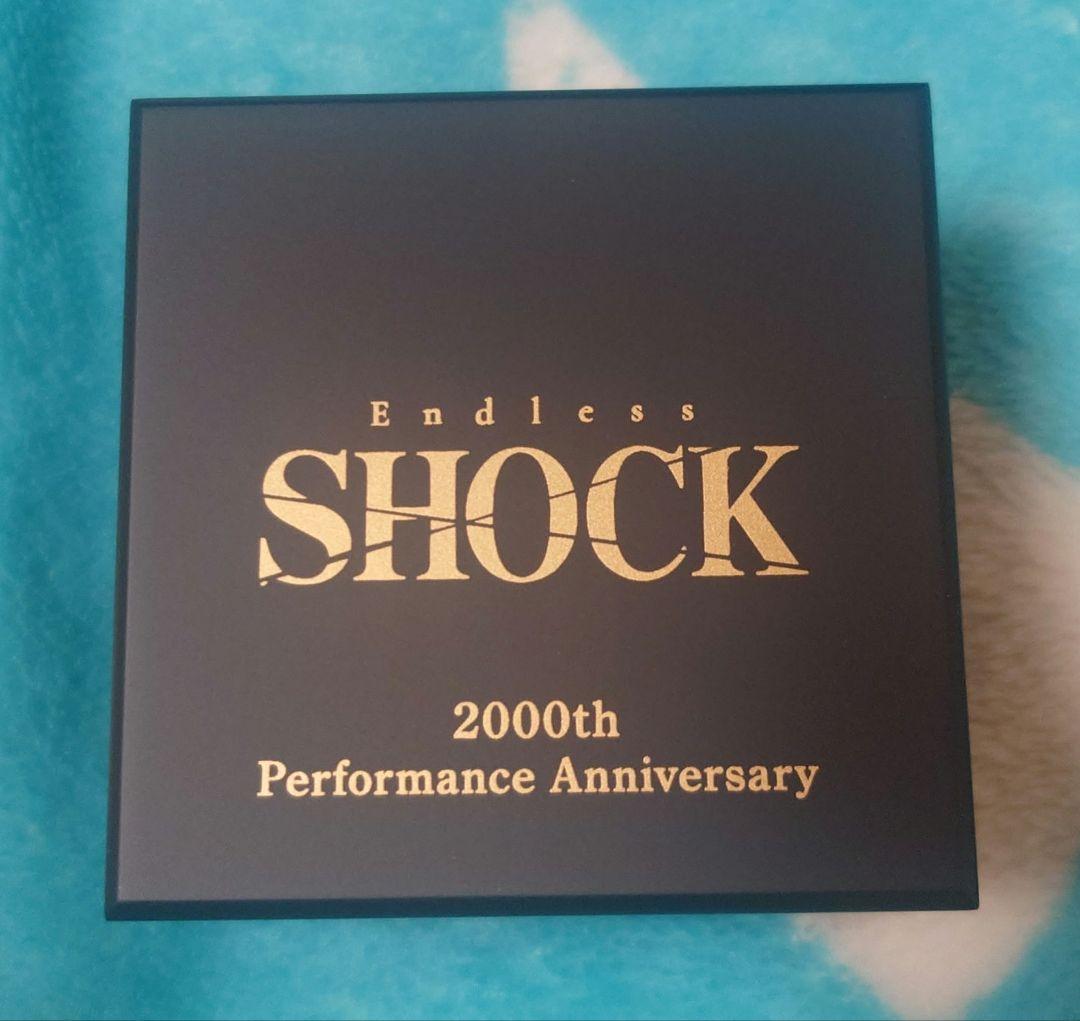 Endless
SHOCK
2000th
Performance Anniversary